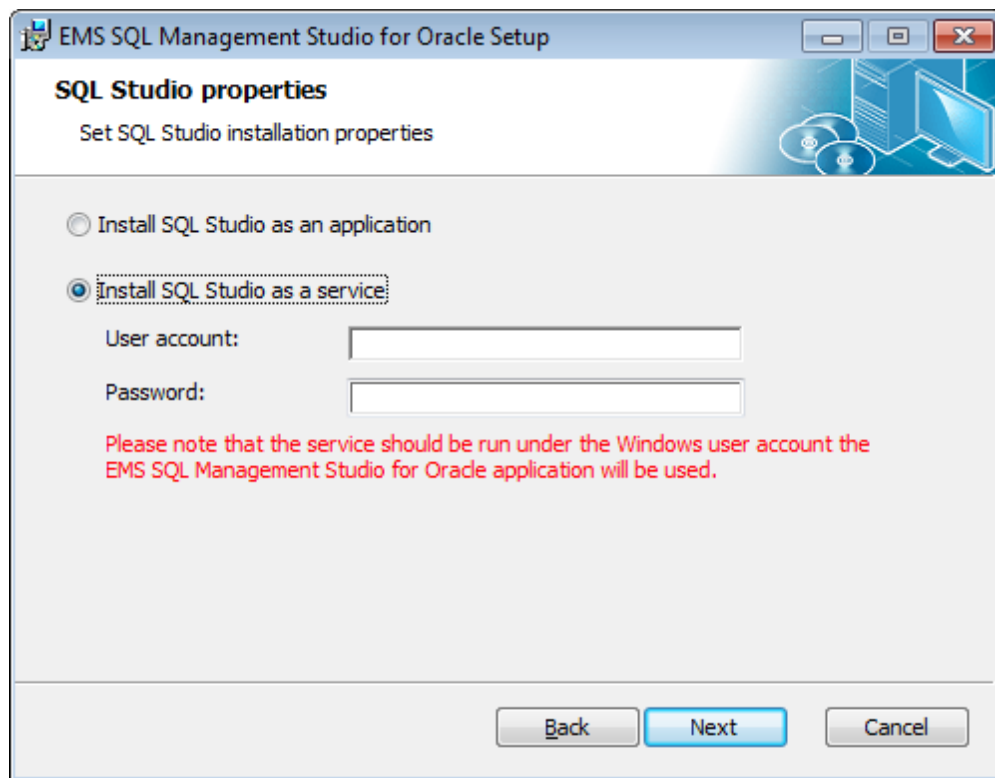 EMS SQL Management Studio for Oracle Setup
SQL Studio properties
Set SQL Studio installation properties
Install SQL Studio as an application
Install SQL Studio as a service
User account:
Password:
Please note that the service should be run under the Windows user account the
EMS SQL Management Studio for Oracle application will be used.
Back Next Cancel